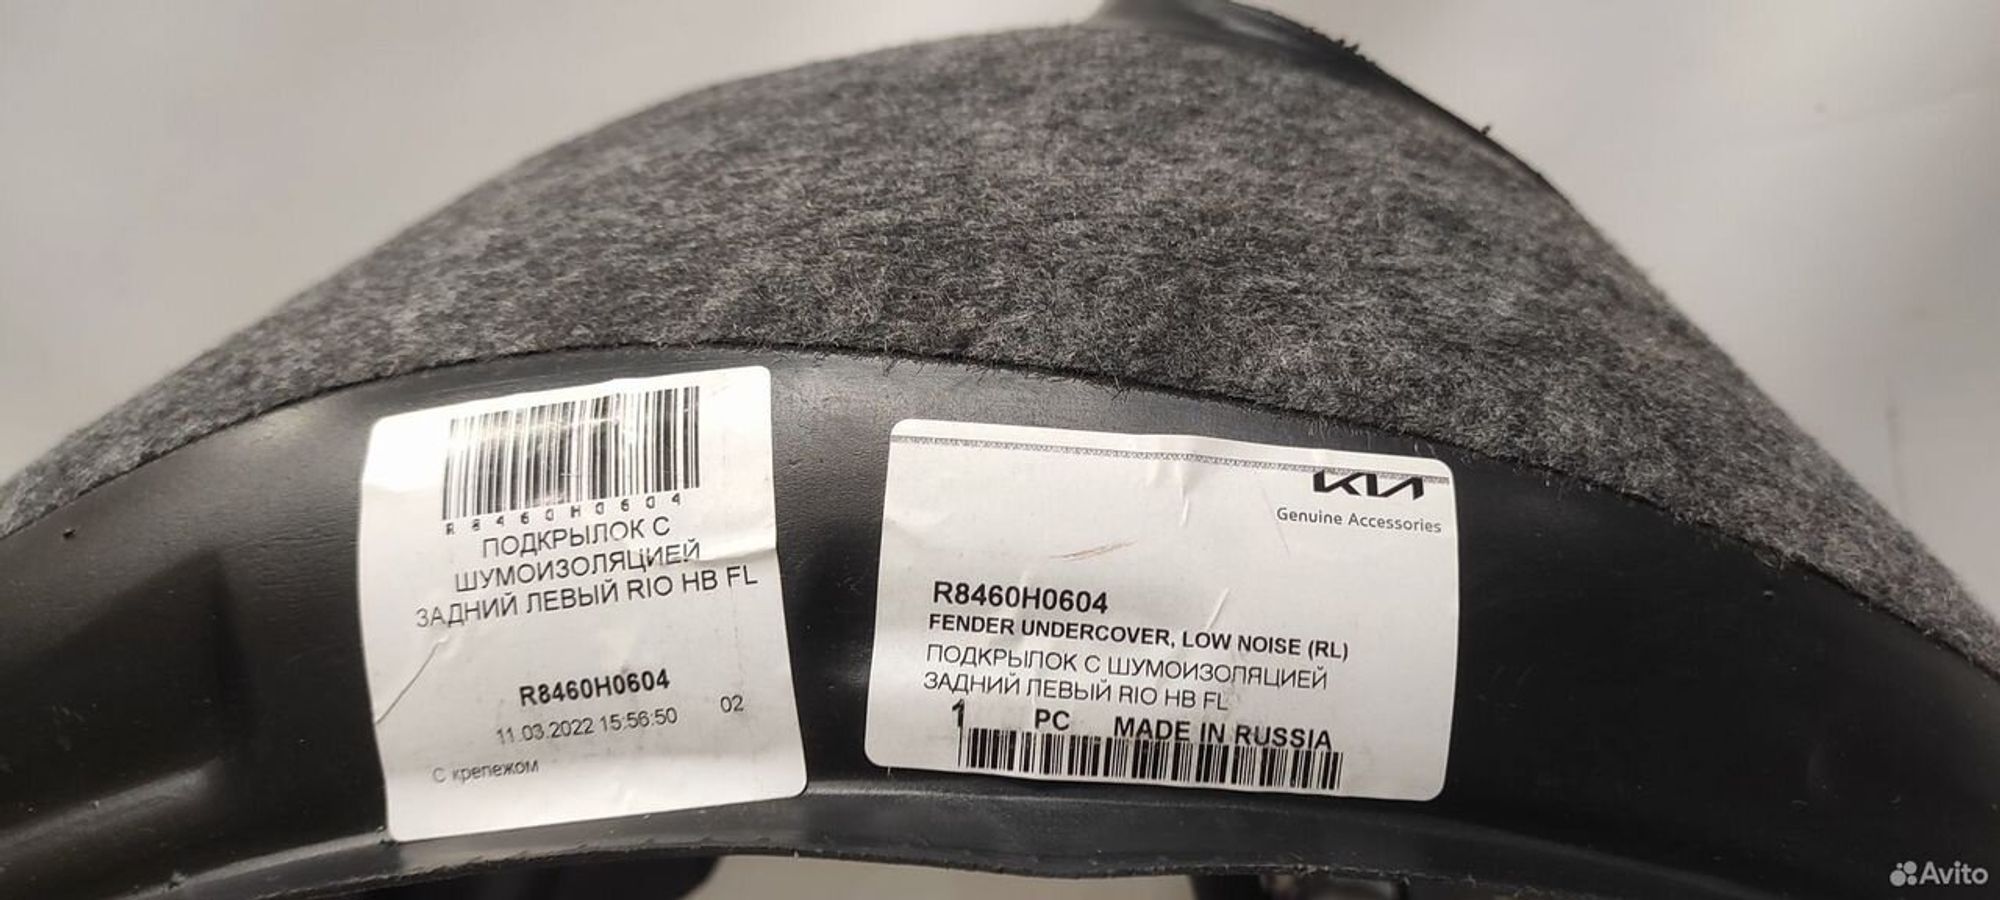 R8460H0604
ПОДКРЫЛОК С
ШУМОИЗОЛЯЦИЕЙ
ЗАДНИЙ ЛЕВЫЙ RIO HB FL
R8460H0604
11.03.2022 15:56:50 02
С крепежом
KIA
Genuine Accessories
R8460H0604
FENDER UNDERCOVER, LOW NOISE (RL)
ПОДКРЫЛОК С ШУМОИЗОЛЯЦИЕЙ
ЗАДНИЙ ЛЕВЫЙ RIO HB FL
1 PC MADE IN RUSSIA
Avito